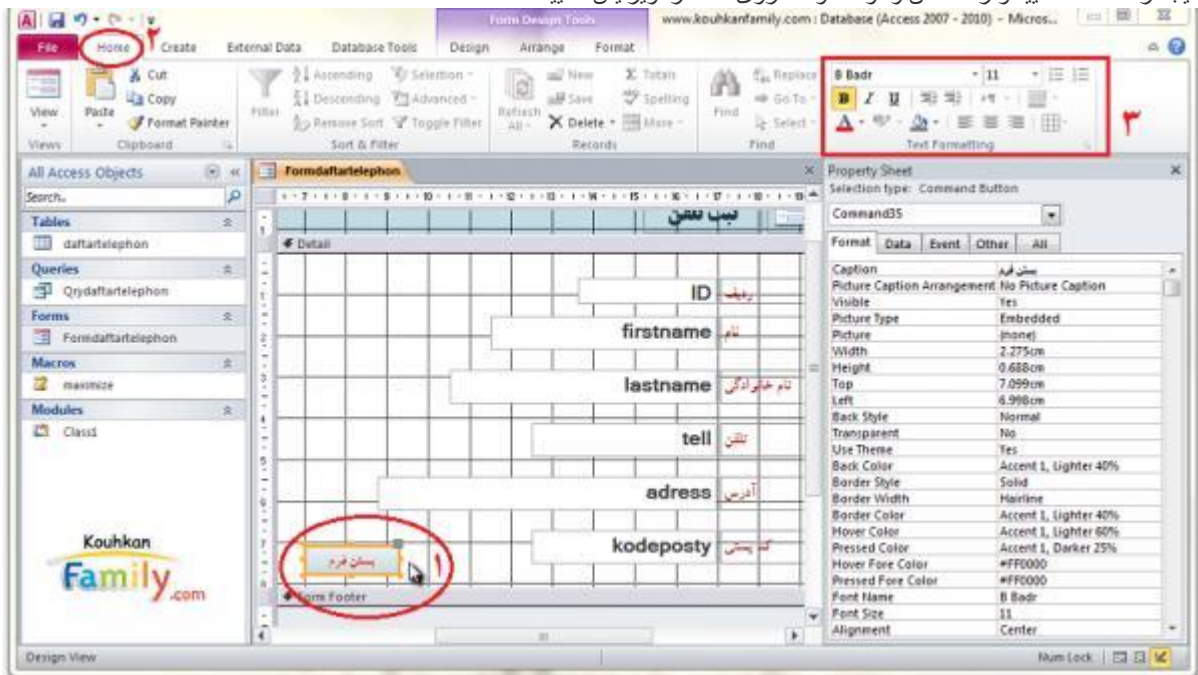 Form Design Tools
www.kouhkanfamily.com : Database (Access 2007 - 2010) - Micros...
File Home Create External Data Database Tools Design Arrange Format
۲
View
Views
Paste
Cut
Copy
Format Painter
Clipboard
Filter
Ascending
Descending
Remove Sort
Selection
Advanced
Toggle Filter
Sort & Filter
Refresh All
New
Save
Delete
Totals
Spelling
More
Records
Find
Replace
Go To
Select
Find
B Badr 11
B I U
A
Text Formatting
۳
All Access Objects
Search..
Tables
daftartelephon
Queries
Qrydaftartelephon
Forms
Formdaftartelephon
Macros
maximize
Modules
Class1
Kouhkan
Family.com
Formdaftartelephon
ثبت تلفن
Detail
ID ردیف
firstname نام
lastname نام خانوادگی
tell تلفن
adress آدرس
kodeposty کد پستی
بستن فرم
۱
Form Footer
Property Sheet
Selection type: Command Button
Command35
Format Data Event Other All
Caption بستن فرم
Picture Caption Arrangement No Picture Caption
Visible Yes
Picture Type Embedded
Picture (none)
Width 2.275cm
Height 0.688cm
Top 7.099cm
Left 6.998cm
Back Style Normal
Transparent No
Use Theme Yes
Back Color Accent 1, Lighter 40%
Border Style Solid
Border Width Hairline
Border Color Accent 1, Lighter 40%
Hover Color Accent 1, Lighter 60%
Pressed Color Accent 1, Darker 25%
Hover Fore Color #FF0000
Pressed Fore Color #FF0000
Font Name B Badr
Font Size 11
Alignment Center
Design View
Num Lock